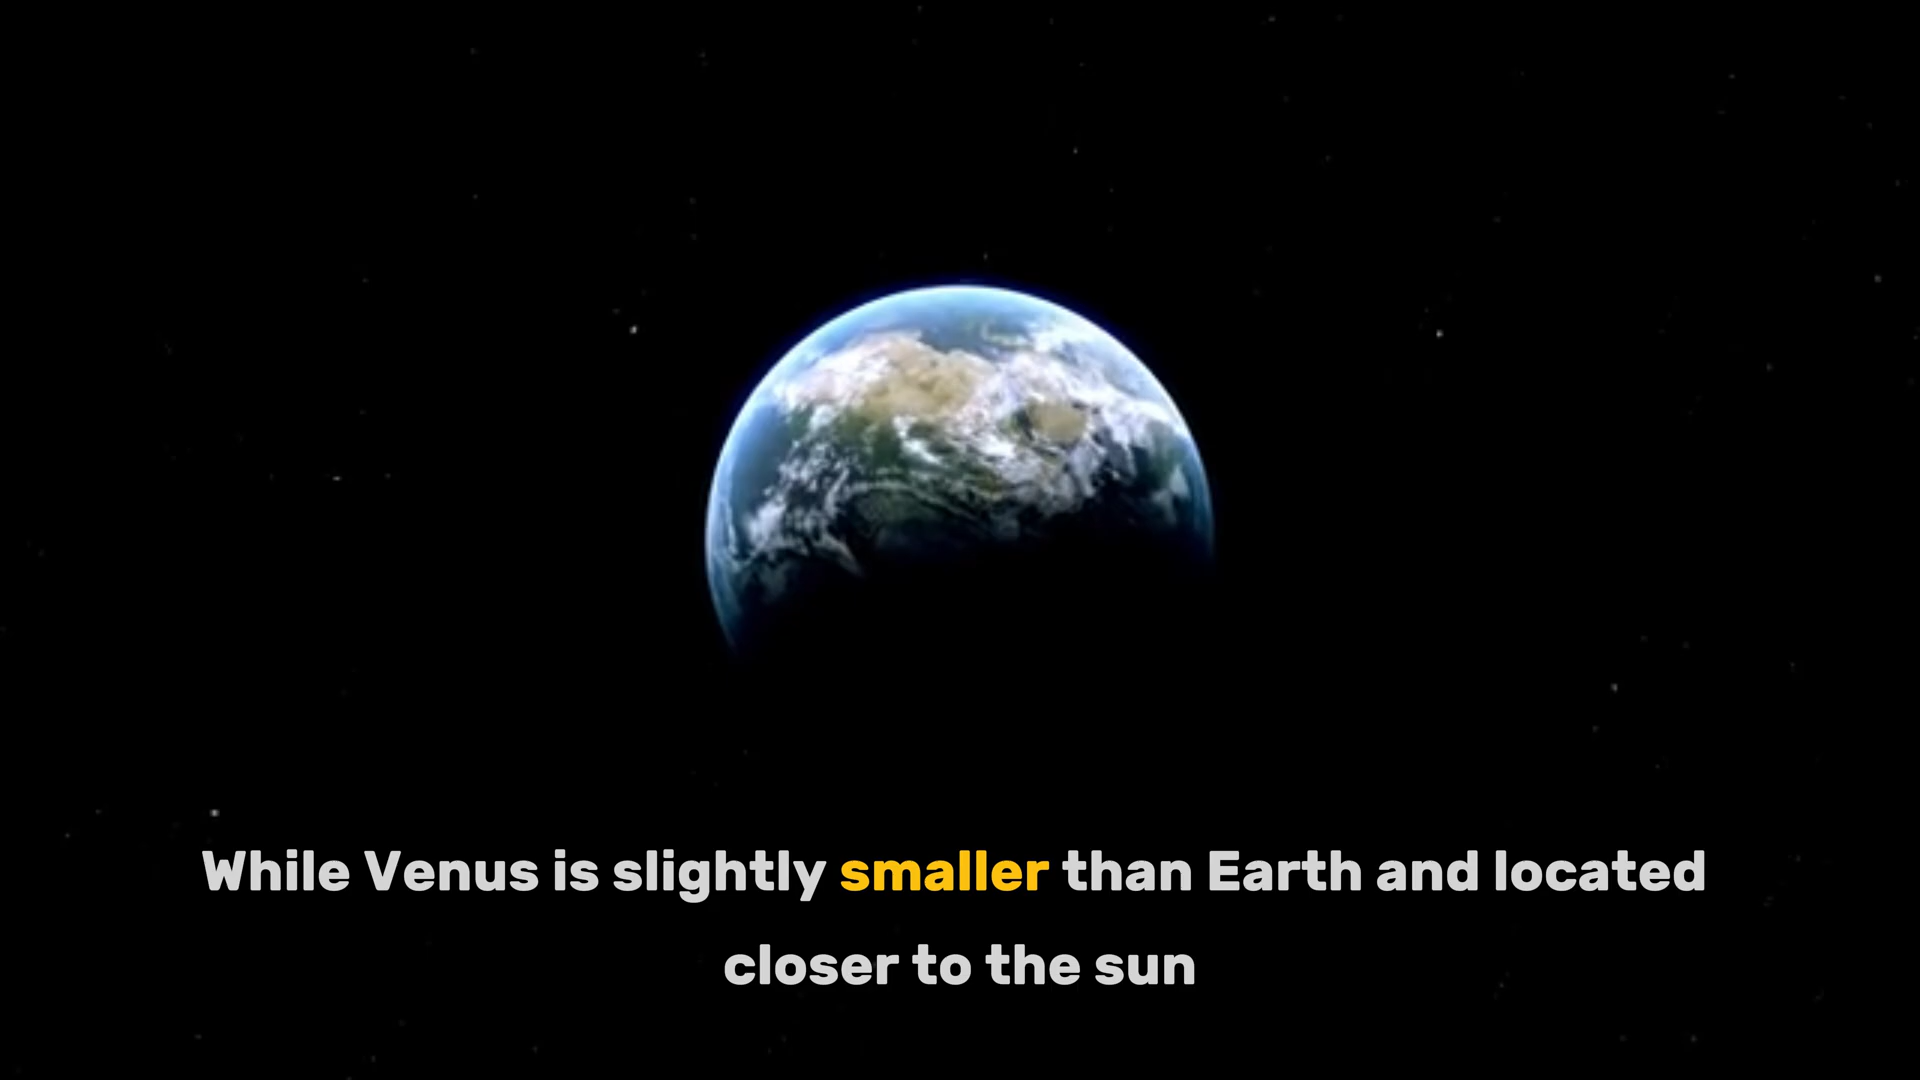 While Venus is slightly smaller than Earth and located
closer to the sun